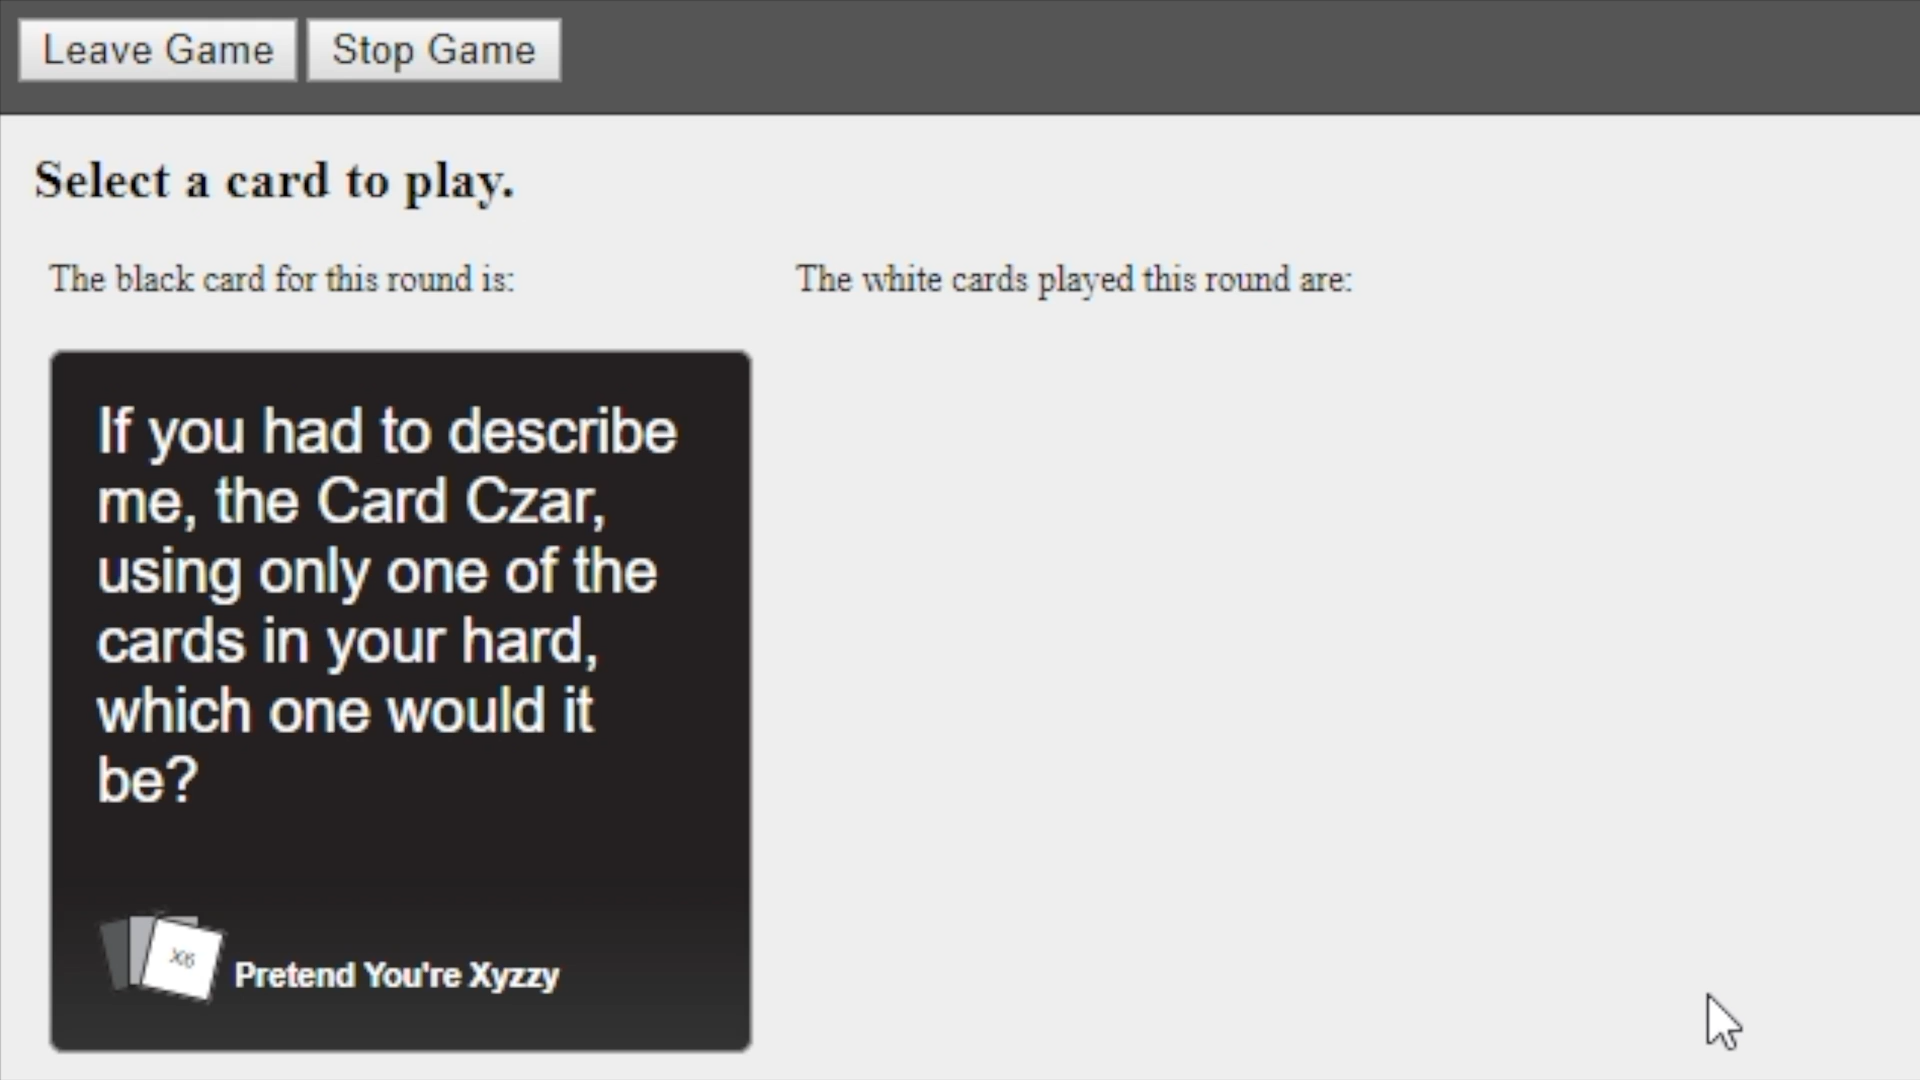 Leave Game Stop Game
Select a card to play.
The black card for this round is: The white cards played this round are:
If you had to describe
me, the Card Czar,
using only one of the
cards in your hard,
which one would it
be?
Pretend You're Xyzzy